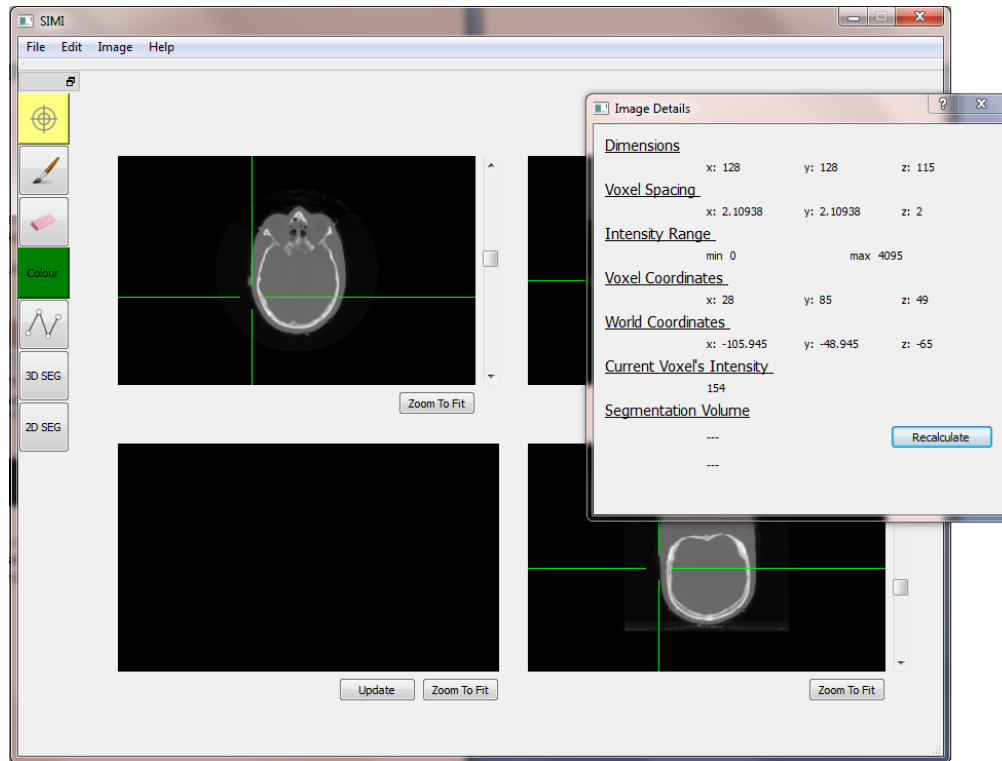 SIMI
File Edit Image Help
Colour
3D SEG
2D SEG
Zoom To Fit
Update Zoom To Fit
Zoom To Fit
Image Details
Dimensions
x: 128 y: 128 z: 115
Voxel Spacing
x: 2.10938 y: 2.10938 z: 2
Intensity Range
min 0 max 4095
Voxel Coordinates
x: 28 y: 85 z: 49
World Coordinates
x: -105.945 y: -48.945 z: -65
Current Voxel's Intensity
154
Segmentation Volume
--- Recalculate
---